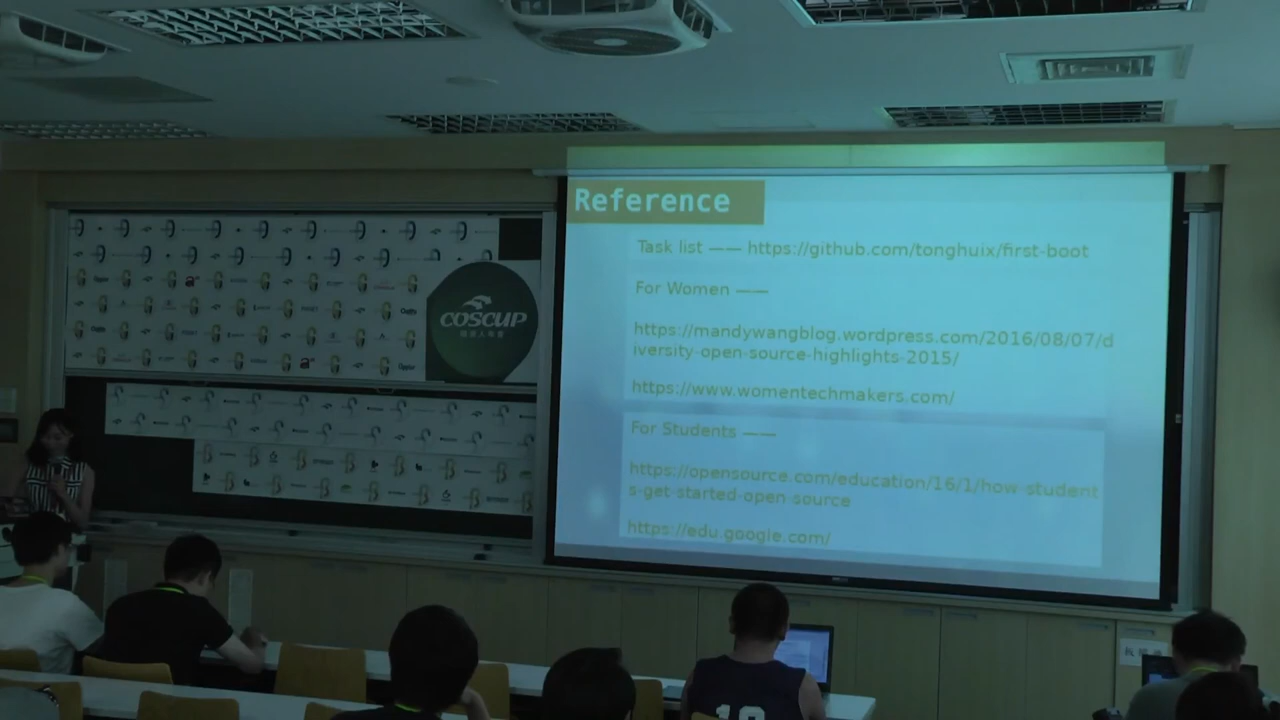 Reference
Task list —— https://github.com/tonghuix/first-boot
For Women ——
https://mandywangblog.wordpress.com/2016/08/07/d
iversity-open-source-highlights-2015/
https://www.womentechmakers.com/
For Students ——
https://opensource.com/education/16/1/how-student
s-get-started-open-source
https://edu.google.com/
COSCUP